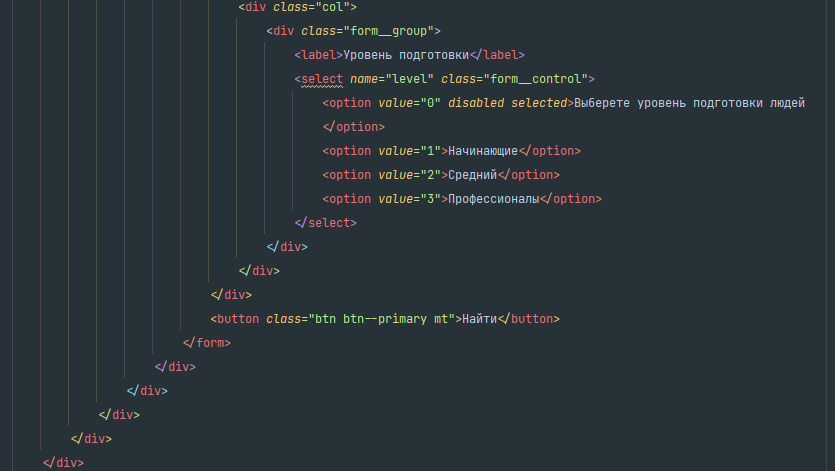 <div class="col">
<div class="form__group">
<label>Уровень подготовки</label>
<select name="level" class="form__control">
<option value="0" disabled selected>Выберете уровень подготовки людей
</option>
<option value="1">Начинающие</option>
<option value="2">Средний</option>
<option value="3">Профессионалы</option>
</select>
</div>
</div>
</div>
<button class="btn btn--primary mt">Найти</button>
</form>
</div>
</div>
</div>
</div>
</div>